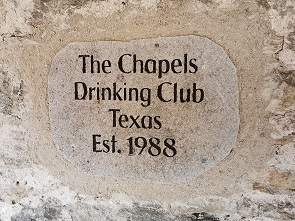 The Chapels
Drinking Club
Texas
Est. 1988